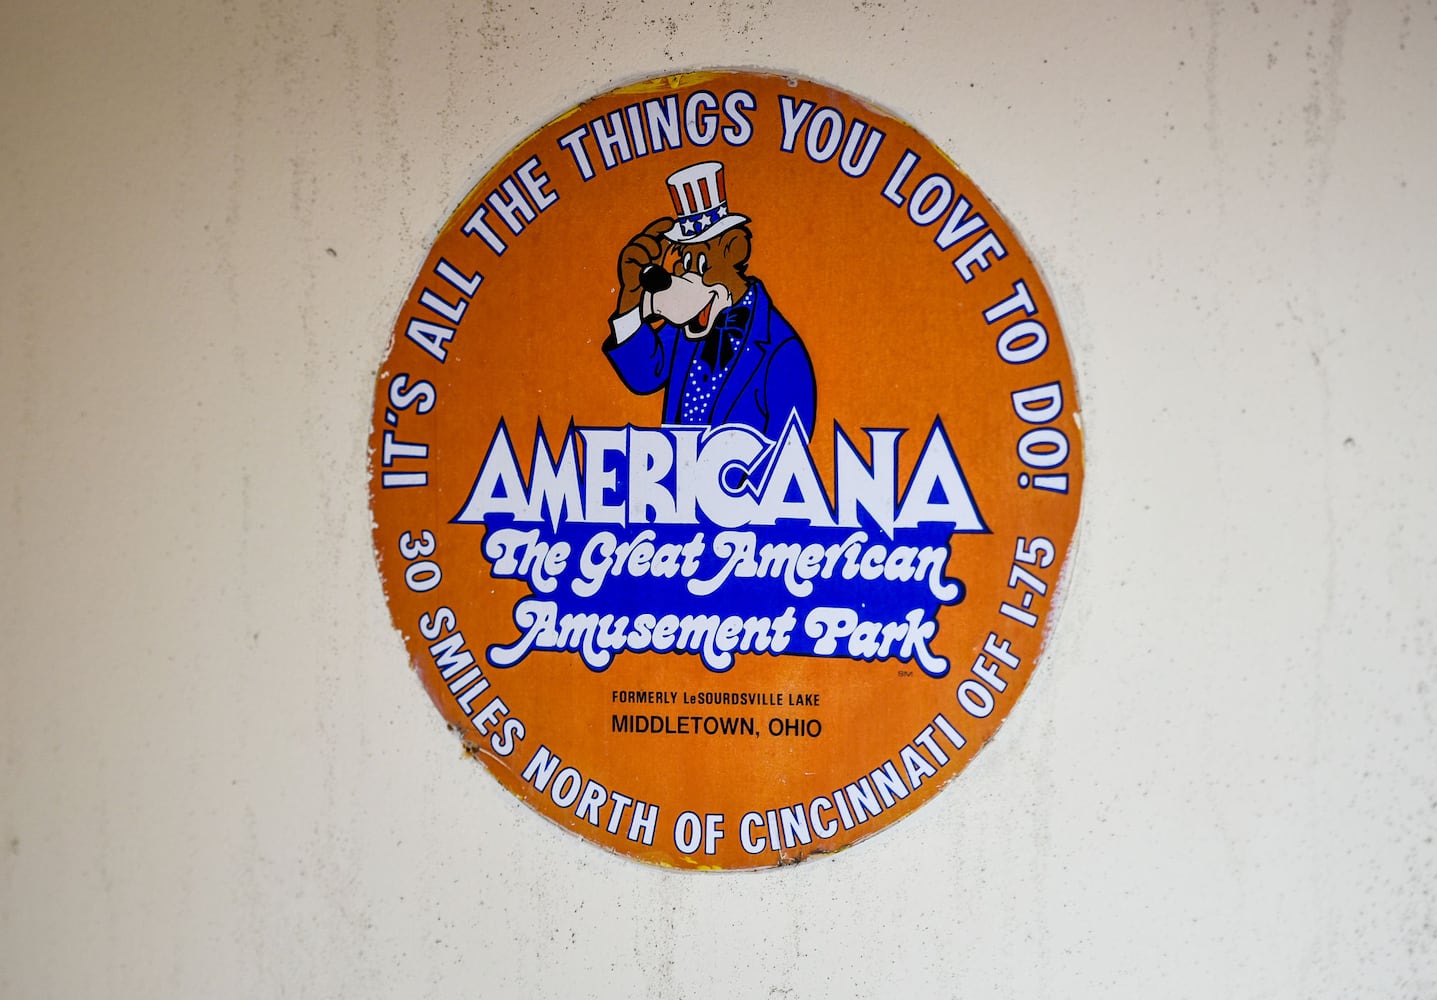 IT'S ALL THE THINGS YOU LOVE TO DO!
AMERICANA
The Great American
Amusement Park
SM
FORMERLY LeSOURDSVILLE LAKE
MIDDLETOWN, OHIO
30 SMILES NORTH OF CINCINNATI OFF I-75